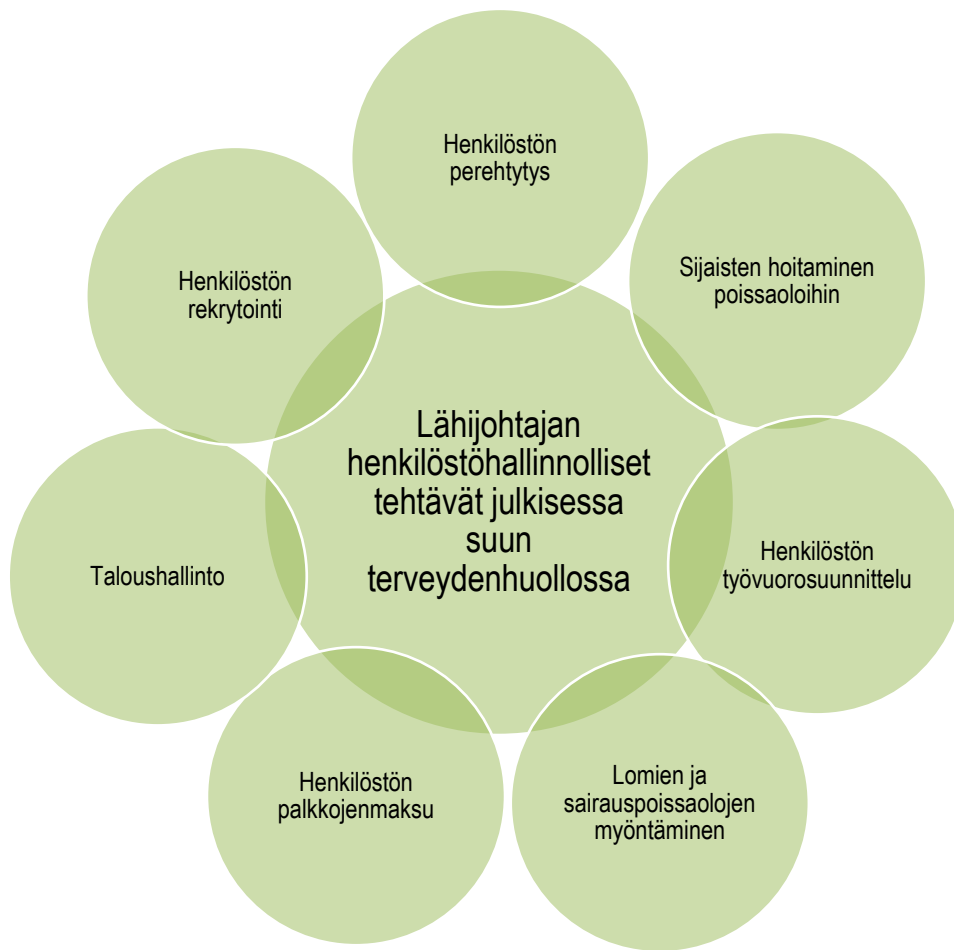 Henkilöstön
perehtytys
Sijaisten hoitaminen
poissaoloihin
Henkilöstön
rekrytointi
Lähijohtajan
henkilöstöhallinnolliset
tehtävät julkisessa
suun
terveydenhuollossa
Henkilöstön
työvuorosuunnittelu
Taloushallinto
Henkilöstön
palkkojenmaksu
Lomien ja
sairauspoissaolojen
myöntäminen